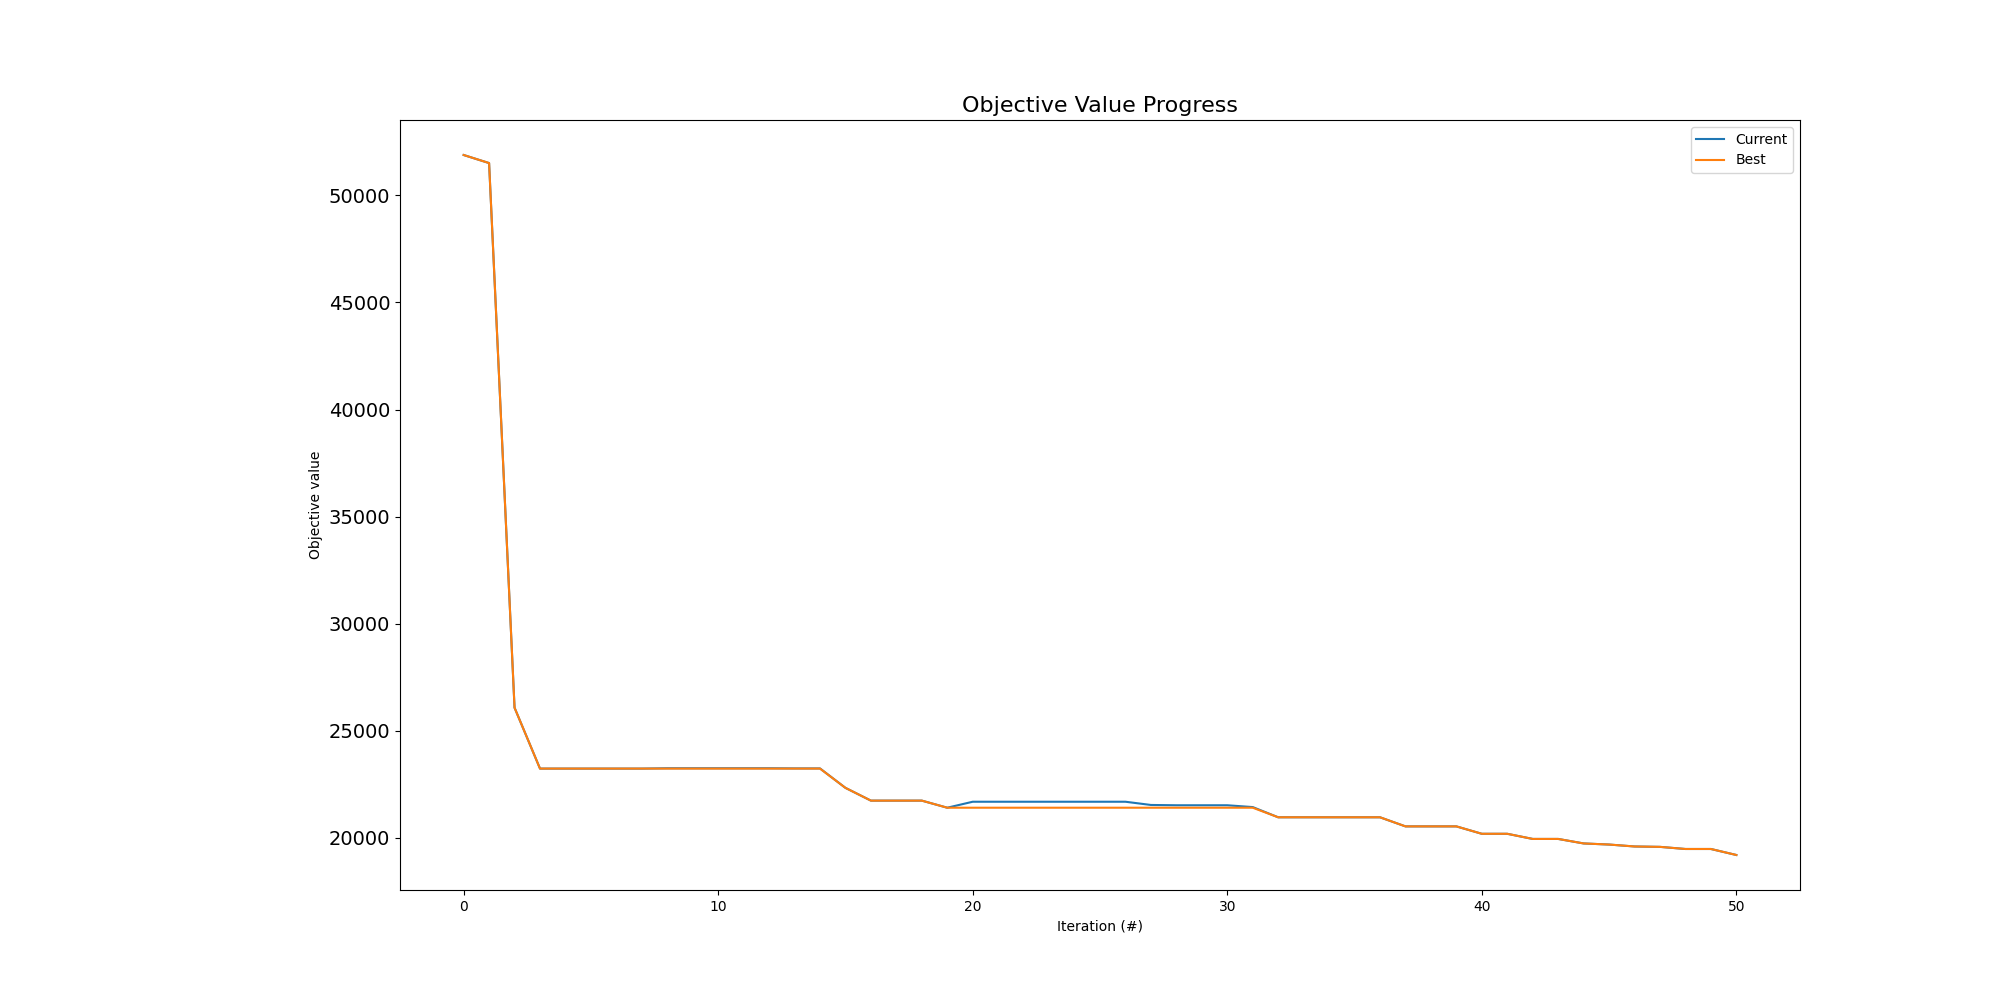 Objective Value Progress
Current
Best
50000
45000
40000
35000
30000
25000
20000
Objective value
0 10 20 30 40 50
Iteration (#)